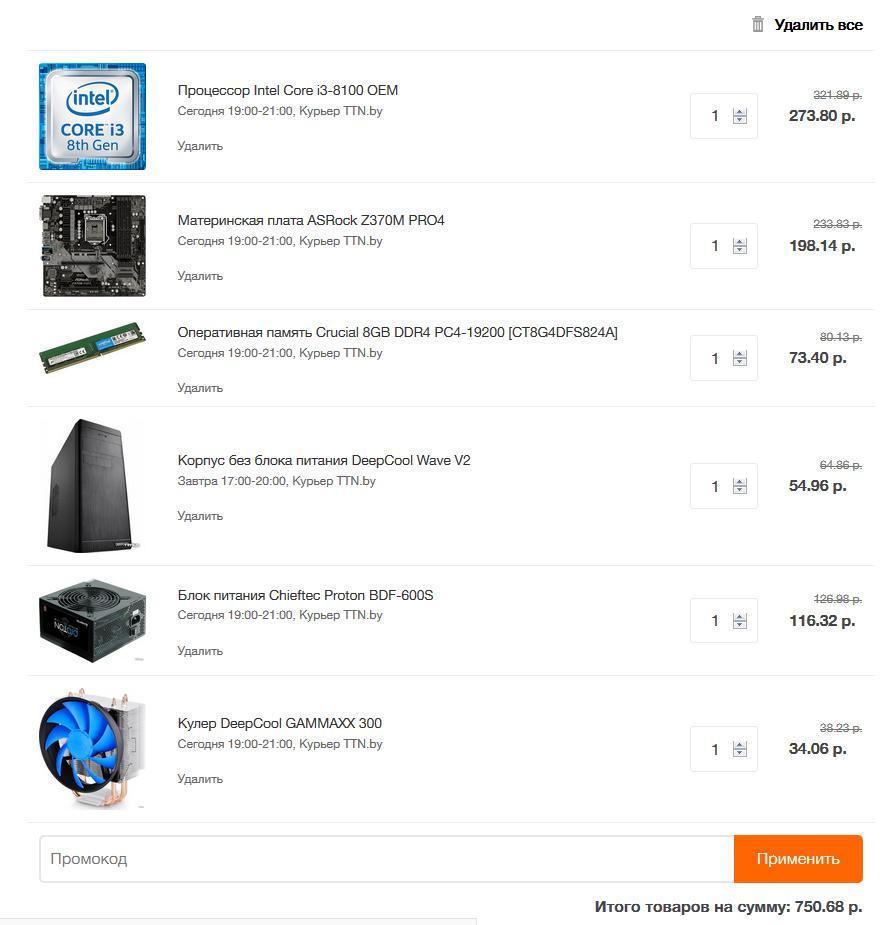 Удалить все
intel
CORE i3
8th Gen
Процессор Intel Core i3-8100 OEM
Сегодня 19:00-21:00, Курьер TTN.by
Удалить
1
321.89 р.
273.80 р.
Материнская плата ASRock Z370M PRO4
Сегодня 19:00-21:00, Курьер TTN.by
Удалить
1
233.83 р.
198.14 р.
Оперативная память Crucial 8GB DDR4 PC4-19200 [CT8G4DFS824A]
Сегодня 19:00-21:00, Курьер TTN.by
Удалить
1
80.13 р.
73.40 р.
Корпус без блока питания DeepCool Wave V2
Завтра 17:00-20:00, Курьер TTN.by
Удалить
1
64.86 р.
54.96 р.
Блок питания Chieftec Proton BDF-600S
Сегодня 19:00-21:00, Курьер TTN.by
Удалить
1
126.98 р.
116.32 р.
Кулер DeepCool GAMMAXX 300
Сегодня 19:00-21:00, Курьер TTN.by
Удалить
1
38.23 р.
34.06 р.
Промокод
Применить
Итого товаров на сумму: 750.68 р.